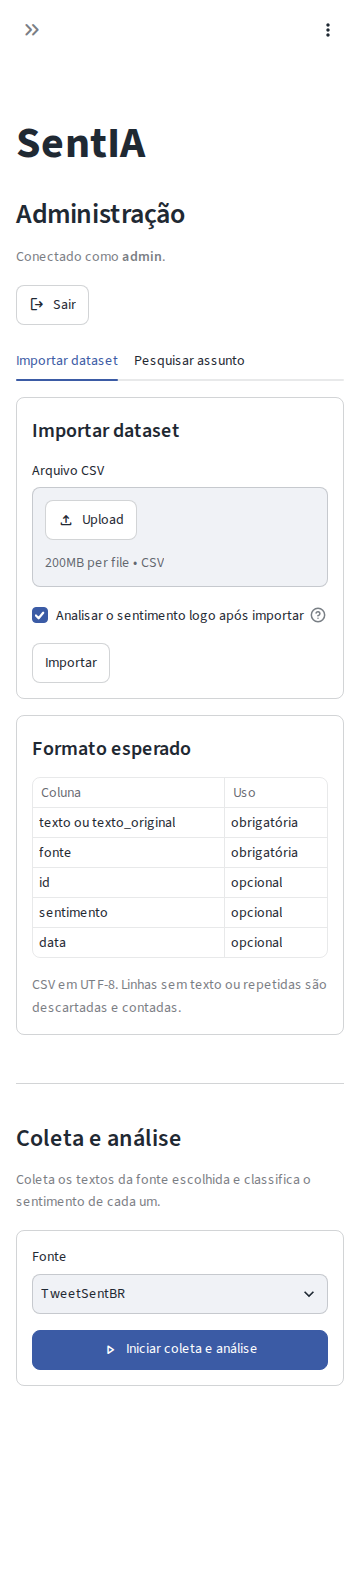 SentIA
Administração
Conectado como admin.
Sair
Importar dataset Pesquisar assunto
Importar dataset
Arquivo CSV
Upload
200MB per file • CSV
Analisar o sentimento logo após importar
Importar
Formato esperado
Coluna Uso
texto ou texto_original obrigatória
fonte obrigatória
id opcional
sentimento opcional
data opcional
CSV em UTF-8. Linhas sem texto ou repetidas são
descartadas e contadas.
Coleta e análise
Coleta os textos da fonte escolhida e classifica o
sentimento de cada um.
Fonte
TweetSentBR
Iniciar coleta e análise